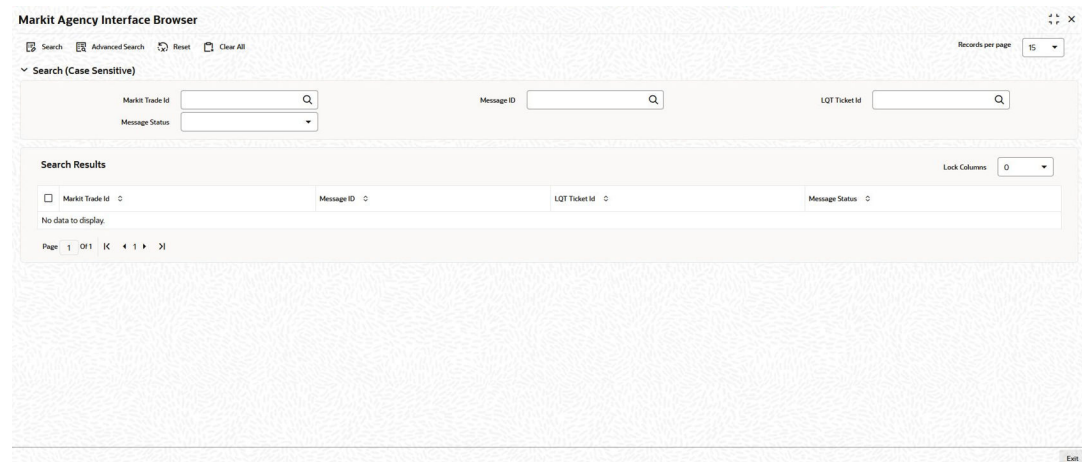 Markit Agency Interface Browser
Search Advanced Search Reset Clear All Records per page 15
Search (Case Sensitive)
Markit Trade Id Message ID LQT Ticket Id
Message Status
Search Results Lock Columns 0
Markit Trade Id Message ID LQT Ticket Id Message Status
No data to display.
Page 1 Of 1 1
Exit